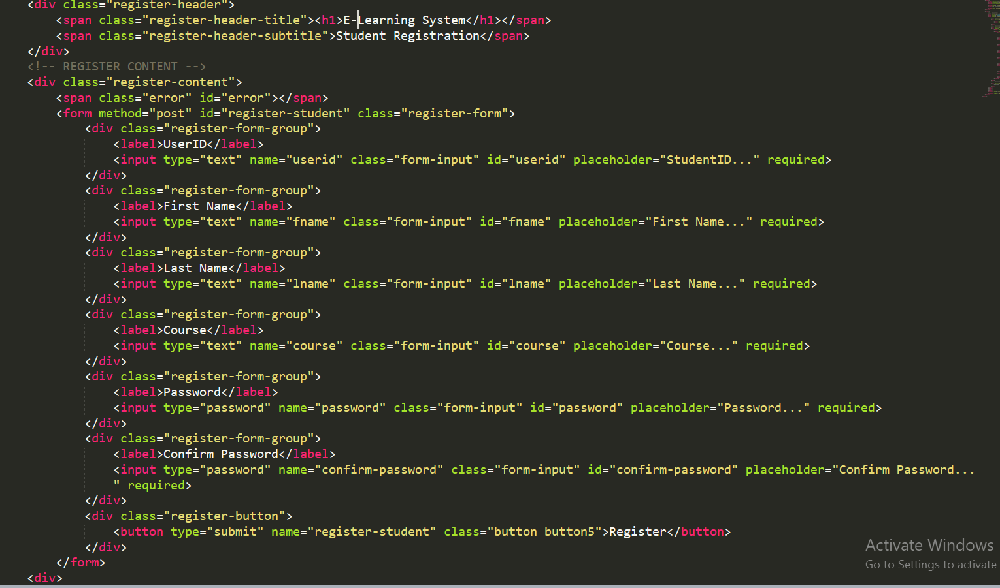 <div class="register-header">
<span class="register-header-title"><h1>E-Learning System</h1></span>
<span class="register-header-subtitle">Student Registration</span>
</div>
<!-- REGISTER CONTENT -->
<div class="register-content">
<span class="error" id="error"></span>
<form method="post" id="register-student" class="register-form">
<div class="register-form-group">
<label>UserID</label>
<input type="text" name="userid" class="form-input" id="userid" placeholder="StudentID..." required>
</div>
<div class="register-form-group">
<label>First Name</label>
<input type="text" name="fname" class="form-input" id="fname" placeholder="First Name..." required>
</div>
<div class="register-form-group">
<label>Last Name</label>
<input type="text" name="lname" class="form-input" id="lname" placeholder="Last Name..." required>
</div>
<div class="register-form-group">
<label>Course</label>
<input type="text" name="course" class="form-input" id="course" placeholder="Course..." required>
</div>
<div class="register-form-group">
<label>Password</label>
<input type="password" name="password" class="form-input" id="password" placeholder="Password..." required>
</div>
<div class="register-form-group">
<label>Confirm Password</label>
<input type="password" name="confirm-password" class="form-input" id="confirm-password" placeholder="Confirm Password...
" required>
</div>
<div class="register-button">
<button type="submit" name="register-student" class="button button5">Register</button>
</div>
</form>
<div>
Activate Windows
Go to Settings to activate